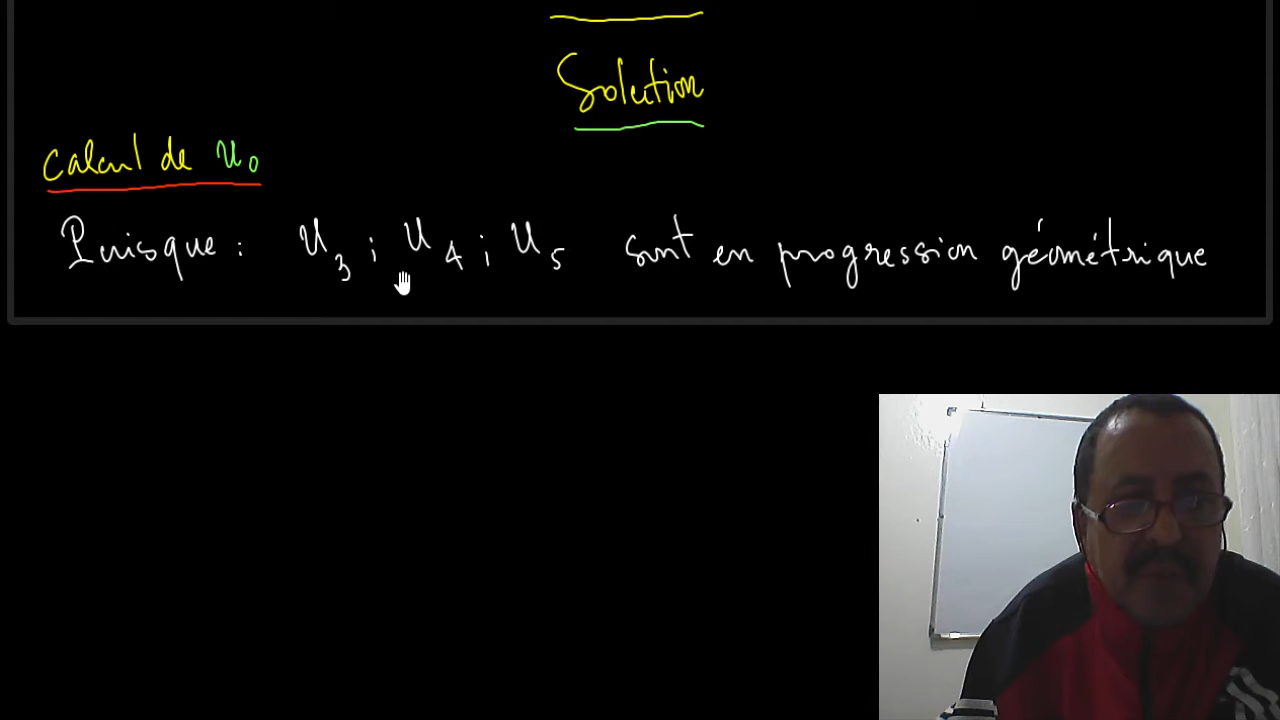 Solution
Calcul de u₀
Puisque : u₃ ; u₄ ; u₅ sont en progression géométrique